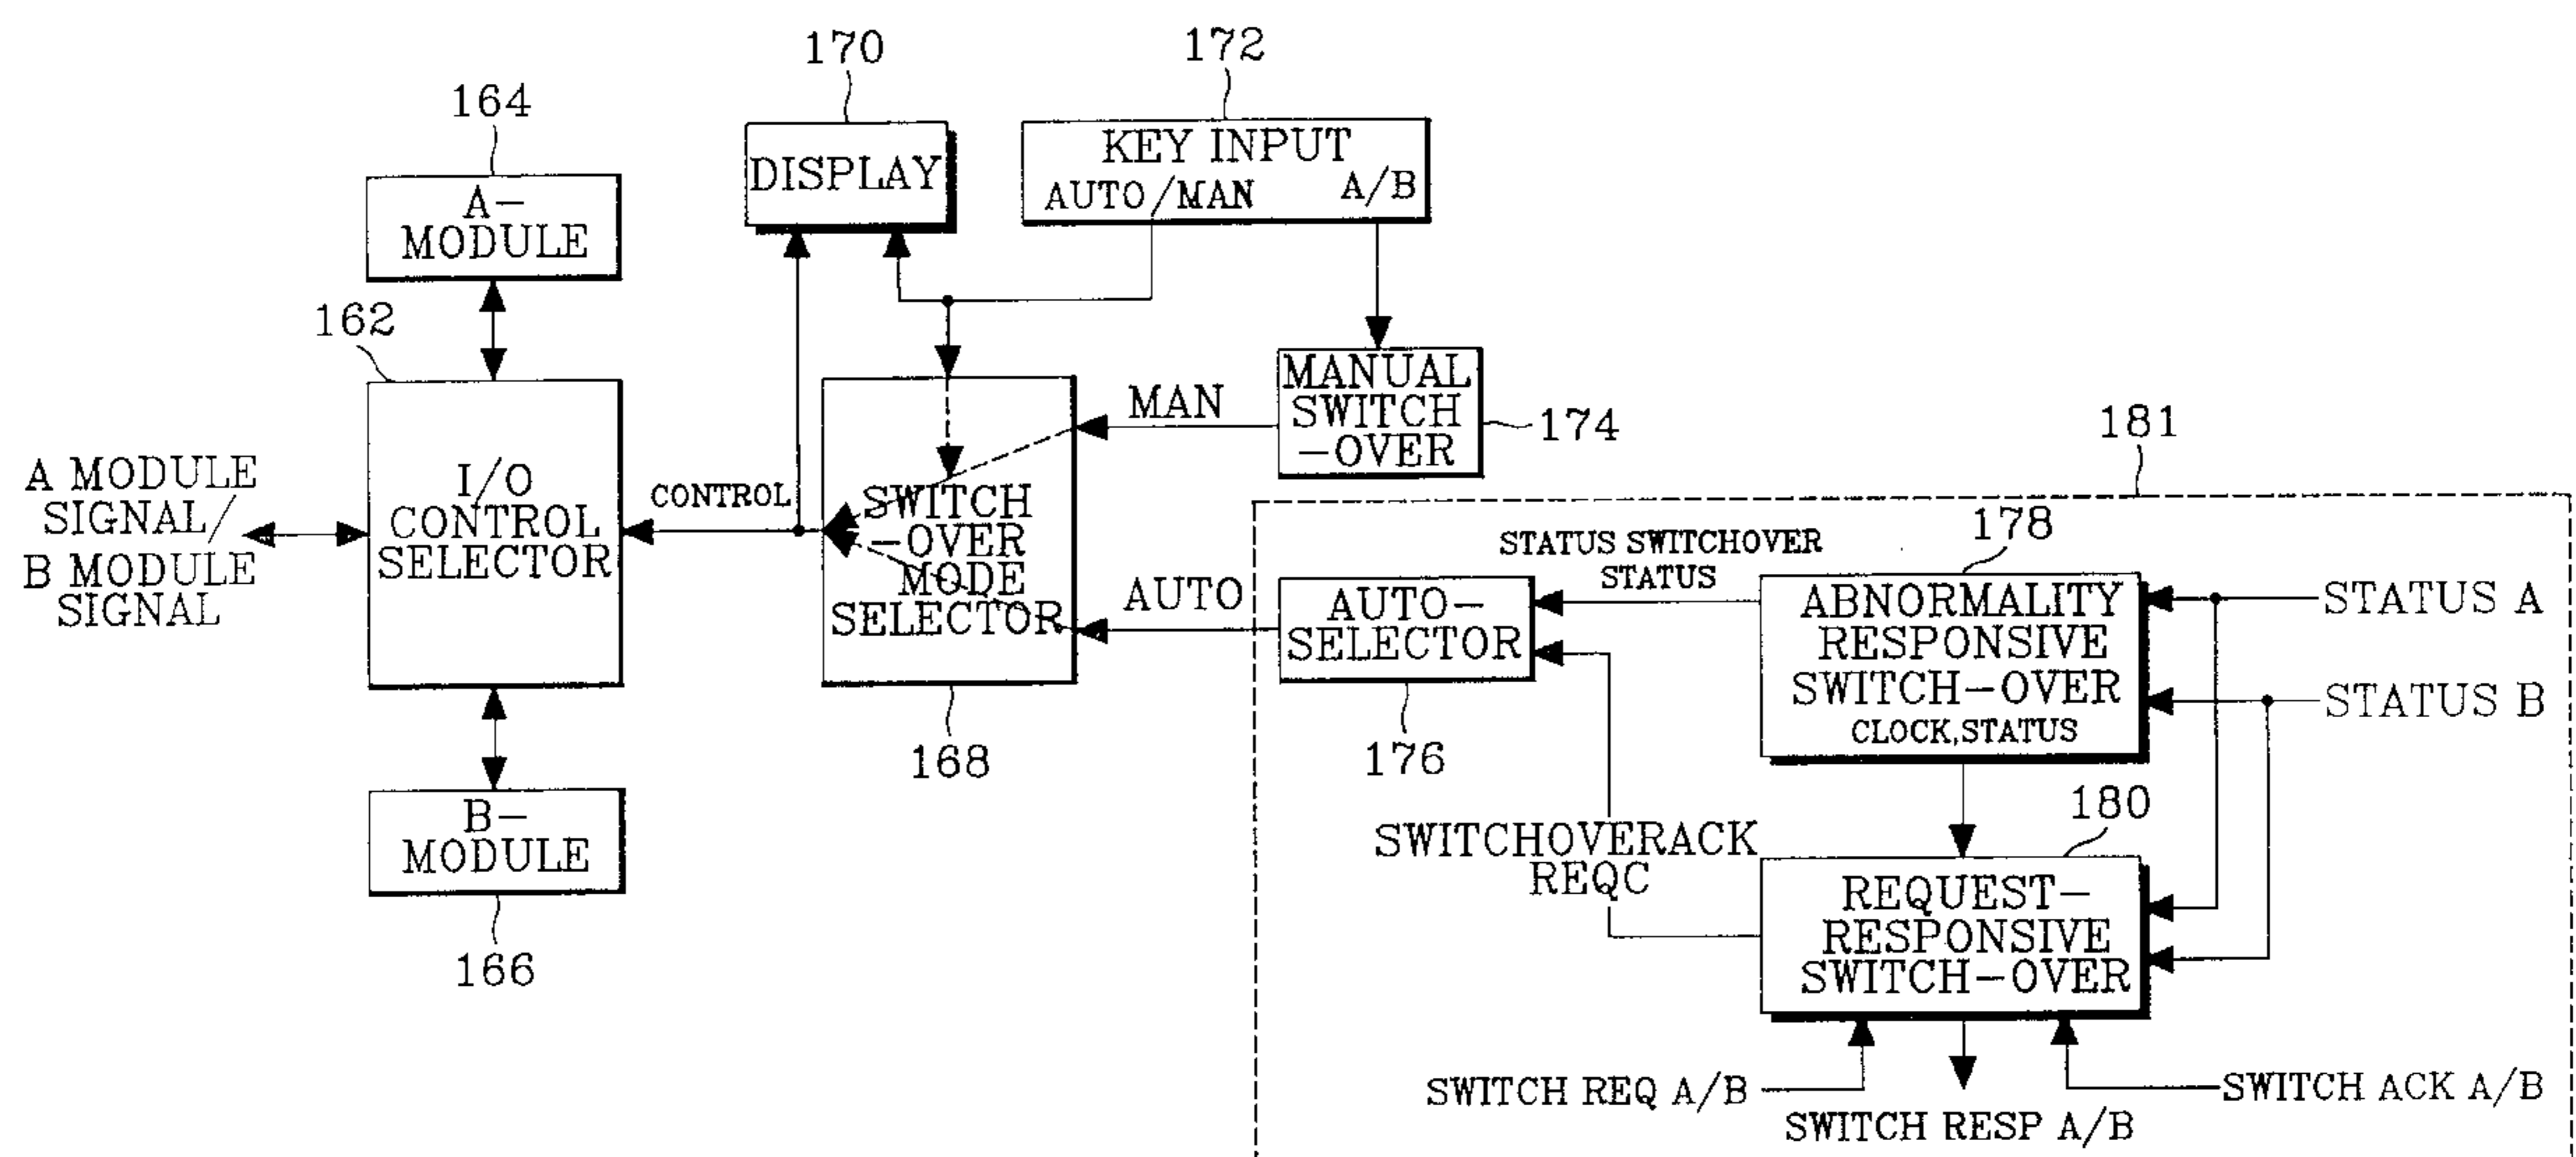 170
172
164
DISPLAY
KEY INPUT
AUTO/MAN A/B
A-
MODULE
162
MANUAL
SWITCH
-OVER
174
MAN
181
A MODULE
SIGNAL/
B MODULE
SIGNAL
I/O
CONTROL
SELECTOR
CONTROL
SWITCH
-OVER
MODE
SELECTOR
168
AUTO
AUTO-
SELECTOR
176
STATUS SWITCHOVER
STATUS
178
ABNORMALITY
RESPONSIVE
SWITCH-OVER
CLOCK,STATUS
STATUS A
STATUS B
B-
MODULE
166
SWITCHOVERACK
REQC
180
REQUEST-
RESPONSIVE
SWITCH-OVER
SWITCH REQ A/B
SWITCH RESP A/B
SWITCH ACK A/B